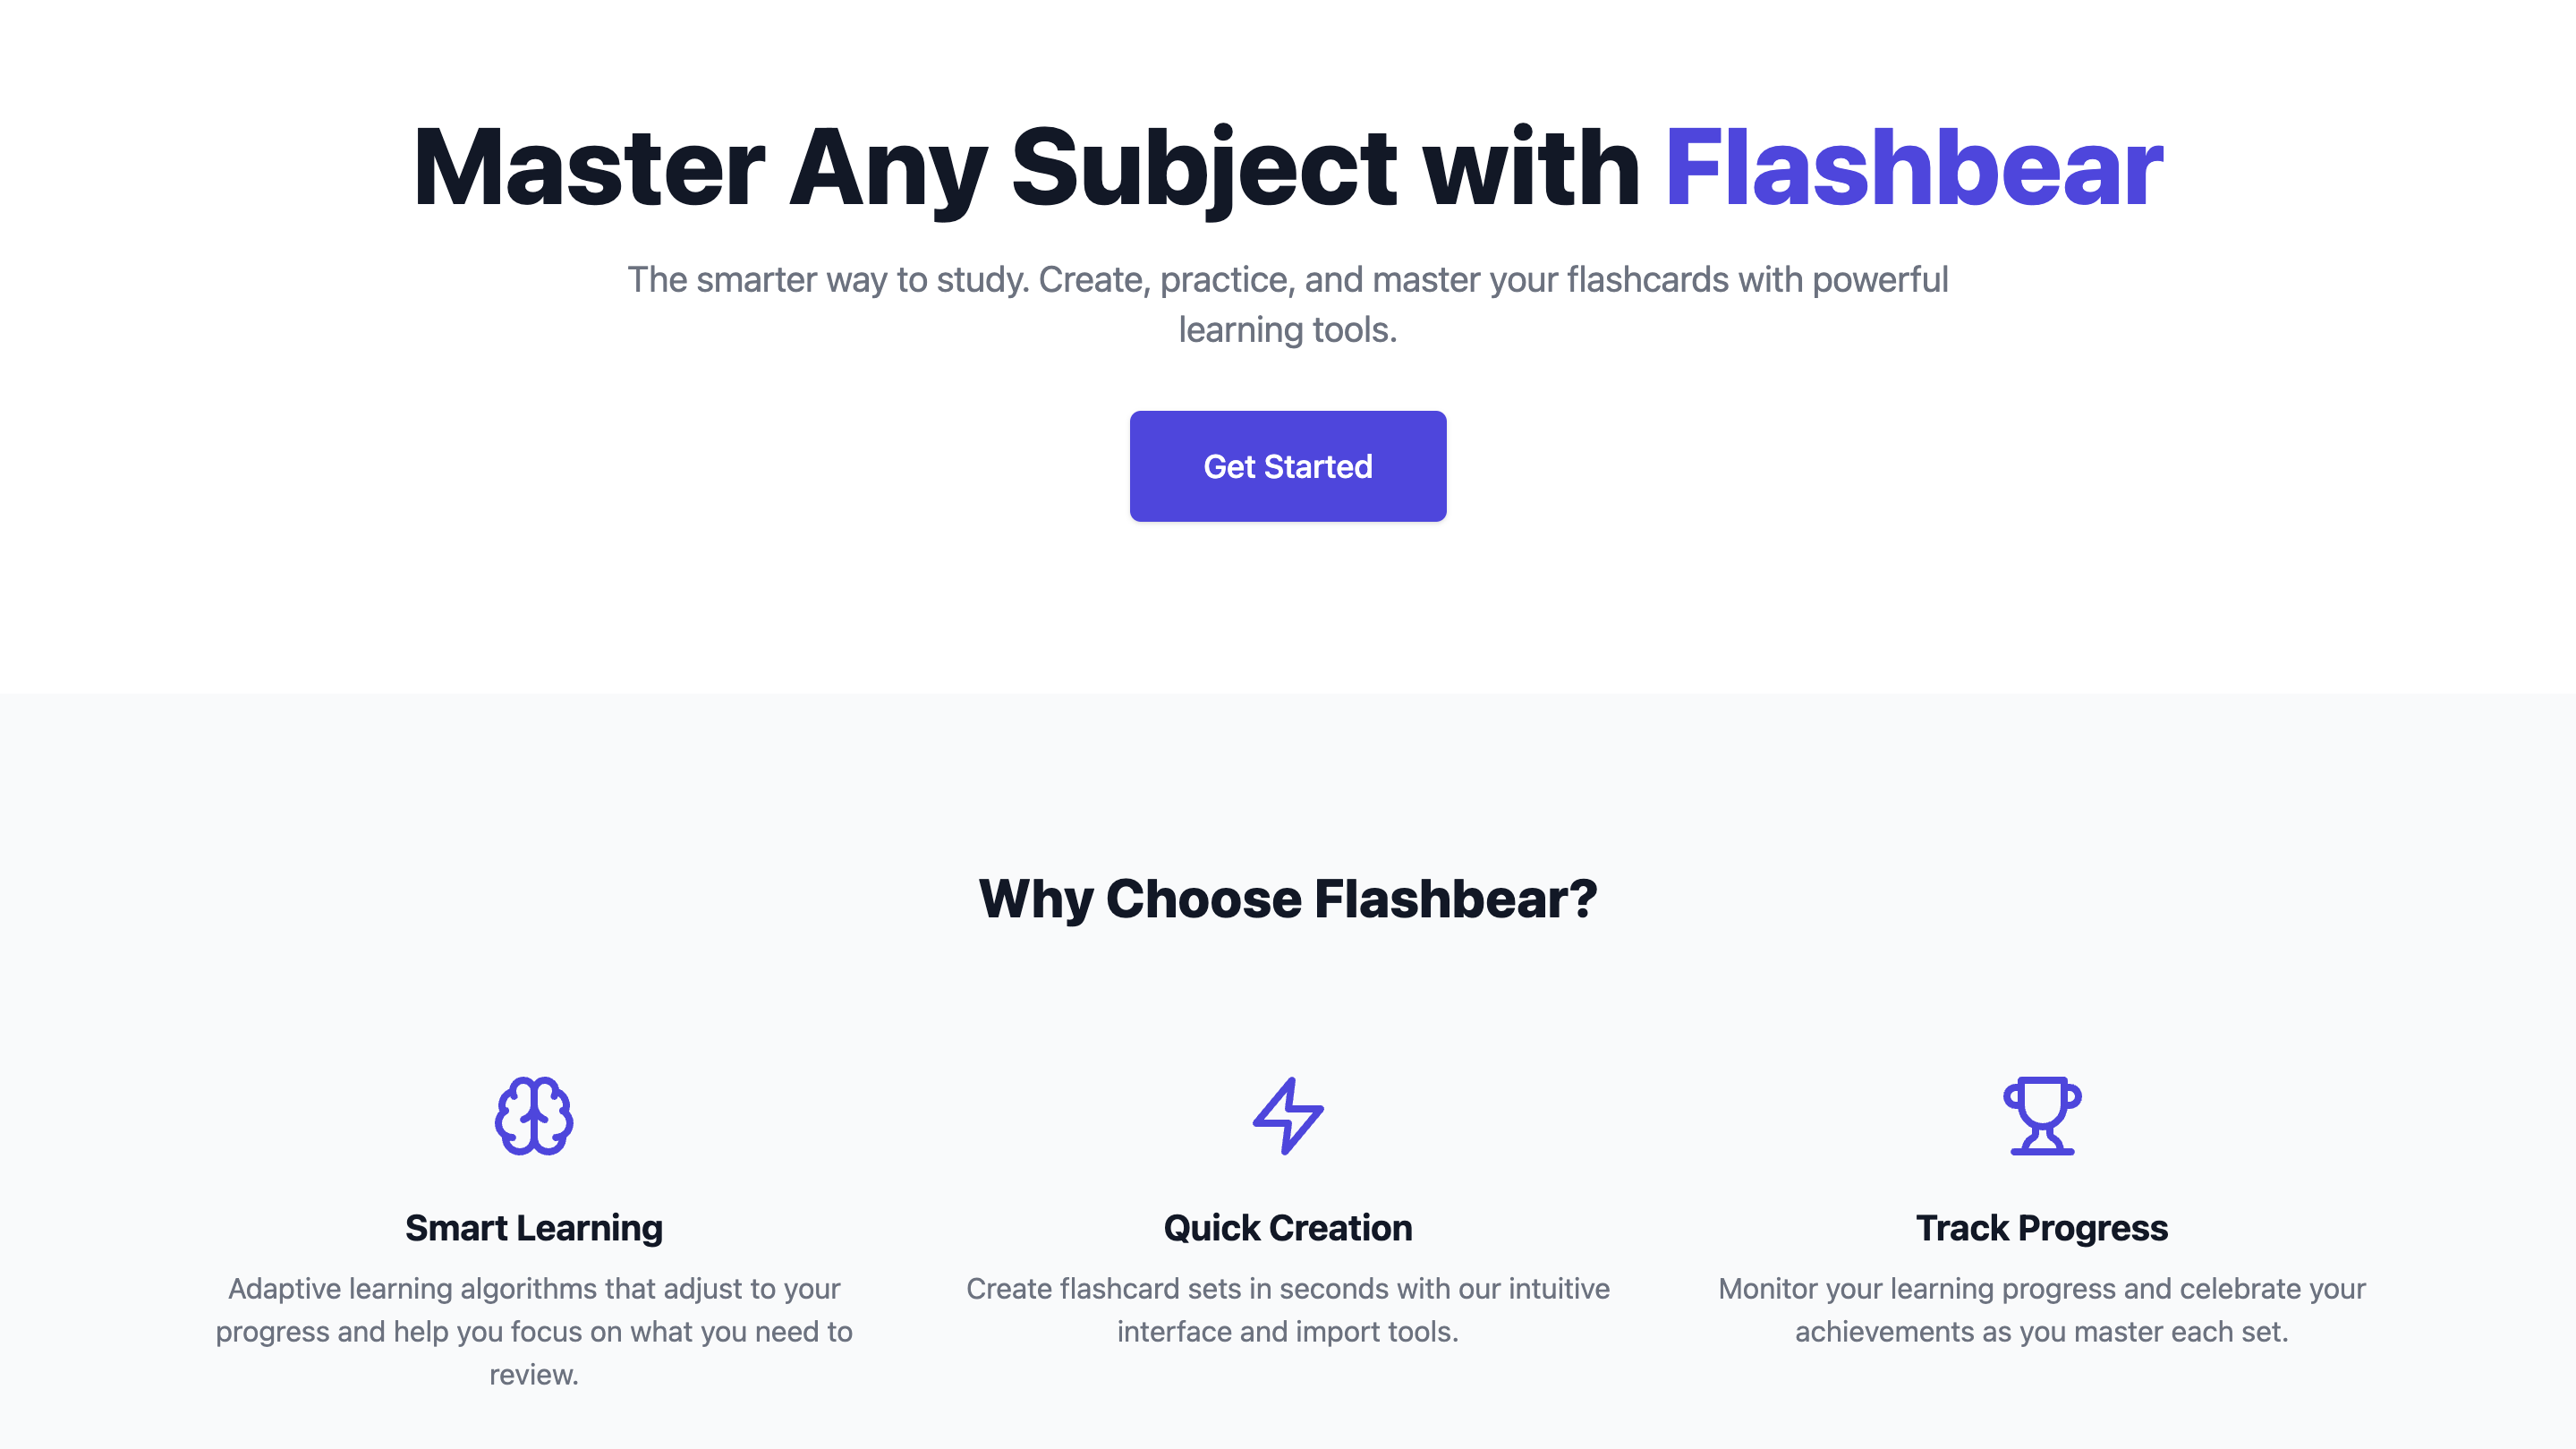 Master Any Subject with Flashbear
The smarter way to study. Create, practice, and master your flashcards with powerful
learning tools.
Get Started
Why Choose Flashbear?
Smart Learning
Adaptive learning algorithms that adjust to your
progress and help you focus on what you need to
review.
Quick Creation
Create flashcard sets in seconds with our intuitive
interface and import tools.
Track Progress
Monitor your learning progress and celebrate your
achievements as you master each set.